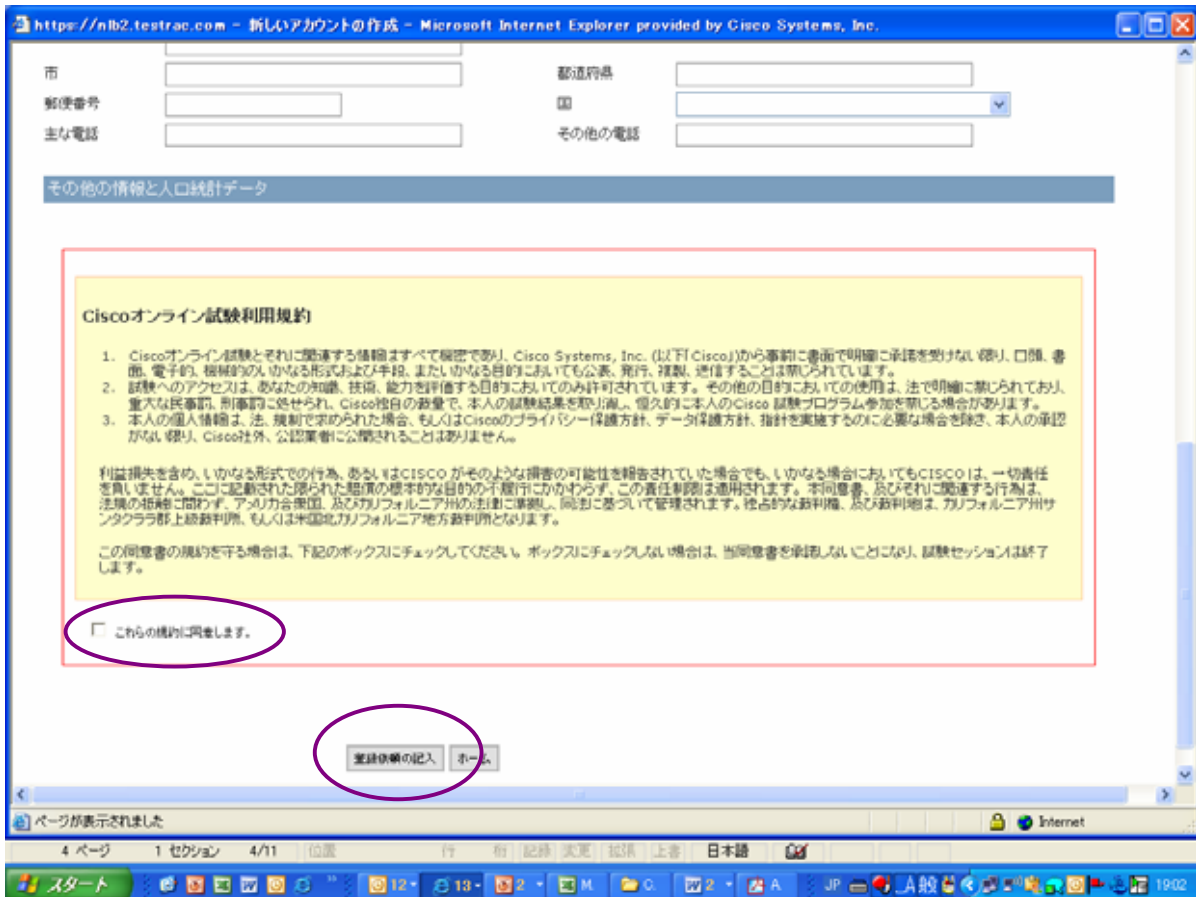 https://nlb2.testrac.com - 新しいアカウントの作成 - Microsoft Internet Explorer provided by Cisco Systems, Inc.
市 都道府県
郵便番号 国
主な電話 その他の電話
その他の情報と人口統計データ
Ciscoオンライン試験利用規約
1. Ciscoオンライン試験とそれに関連する情報はすべて機密であり、Cisco Systems, Inc. (以下「Cisco」)から事前に書面で明確に承諾を受けない限り、口頭、書
面、電子的、機械的のいかなる形式および手段、またいかなる目的においても公表、発行、複製、送信することは禁じられています。
2. 試験へのアクセスは、あなたの知識、技術、能力を評価する目的においてのみ許可されています。その他の目的においての使用は、法で明確に禁じられており、
重大な民事罰、刑事罰に処せられ、Cisco独自の裁量で、本人の試験結果を取り消し、恒久的に本人のCisco 試験プログラム参加を禁じる場合があります。
3. 本人の個人情報は、法、規制で求められた場合、もしくはCiscoのプライバシー保護方針、データ保護方針、指針を実施するのに必要な場合を除き、本人の承認
がない限り、Cisco社外、公認業者に公開されることはありません。
利益損失を含め、いかなる形式での行為、あるいはCISCO がそのような損害の可能性を報告されていた場合でも、いかなる場合においてもCISCO は、一切責任
を負いません。ここに記載された限られた賠償の根本的な目的の不履行にかかわらず、この責任制限は適用されます。本同意書、及びそれに関連する行為は、
法規の抵触に問わず、アメリカ合衆国、及びカリフォルニア州の法律に準拠し、同法に基づいて管理されます。独占的な裁判権、及び裁判地は、カリフォルニア州サ
ンタクララ郡上級裁判所、もしくは米国北カリフォルニア地方裁判所となります。
この同意書の規約を守る場合は、下記のボックスにチェックしてください。ボックスにチェックしない場合は、当同意書を承諾しないことになり、試験セッションは終了
します。
これらの規約に同意します。
登録依頼の記入 ホーム
ページが表示されました Internet
4 ページ 1 セクション 4/11 位置 行 桁 記録 変更 拡張 上書 日本語
スタート 12 13 2 M C 2 A JP A 般 19:02